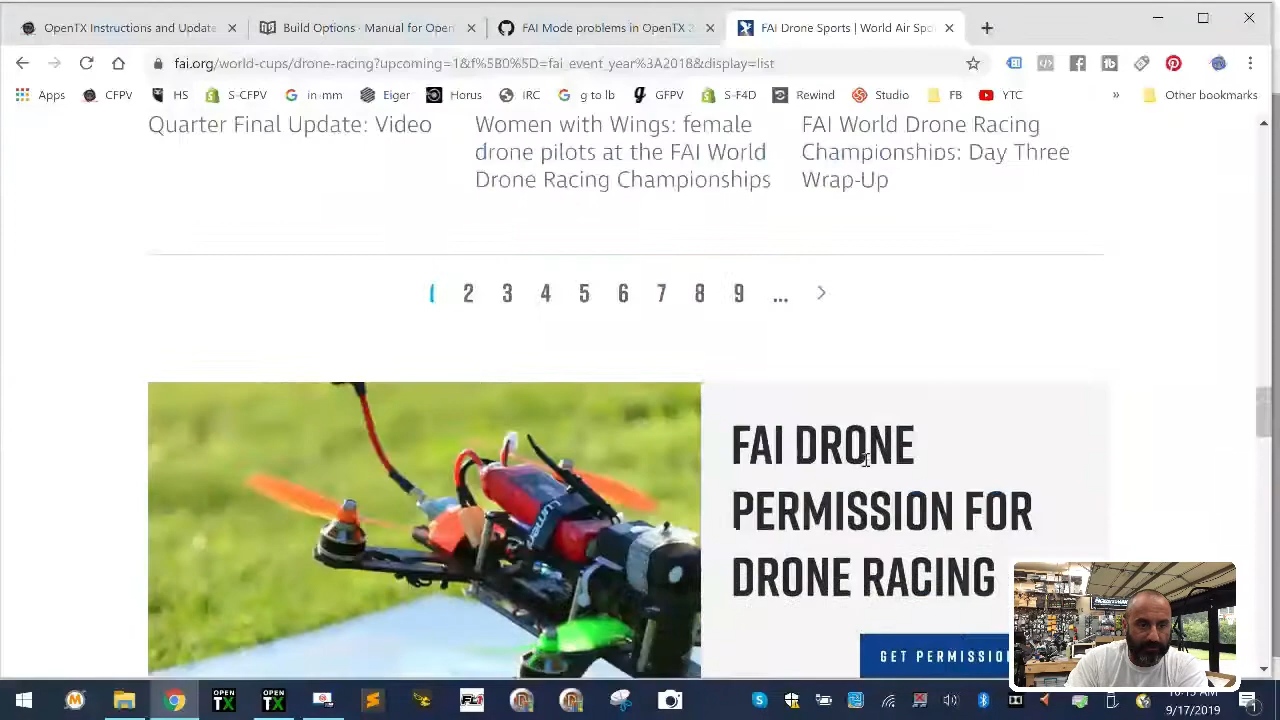 OpenTX Instructions and Update
Build Options · Manual for Open
FAI Mode problems in OpenTX 2
FAI Drone Sports | World Air Spo
fai.org/world-cups/drone-racing?upcoming=1&f%5B0%5D=fai_event_year%3A2018&display=list
Apps CFPV HS S-CFPV in-mm Eiger Horus iRC g to lb GFPV S-F4D Rewind Studio FB YTC » Other bookmarks
Quarter Final Update: Video
Women with Wings: female
drone pilots at the FAI World
Drone Racing Championships
FAI World Drone Racing
Championships: Day Three
Wrap-Up
1 2 3 4 5 6 7 8 9 ... >
FAI DRONE
PERMISSION FOR
DRONE RACING
GET PERMISSION
OPEN
TX
OPEN
TX
9/17/2019